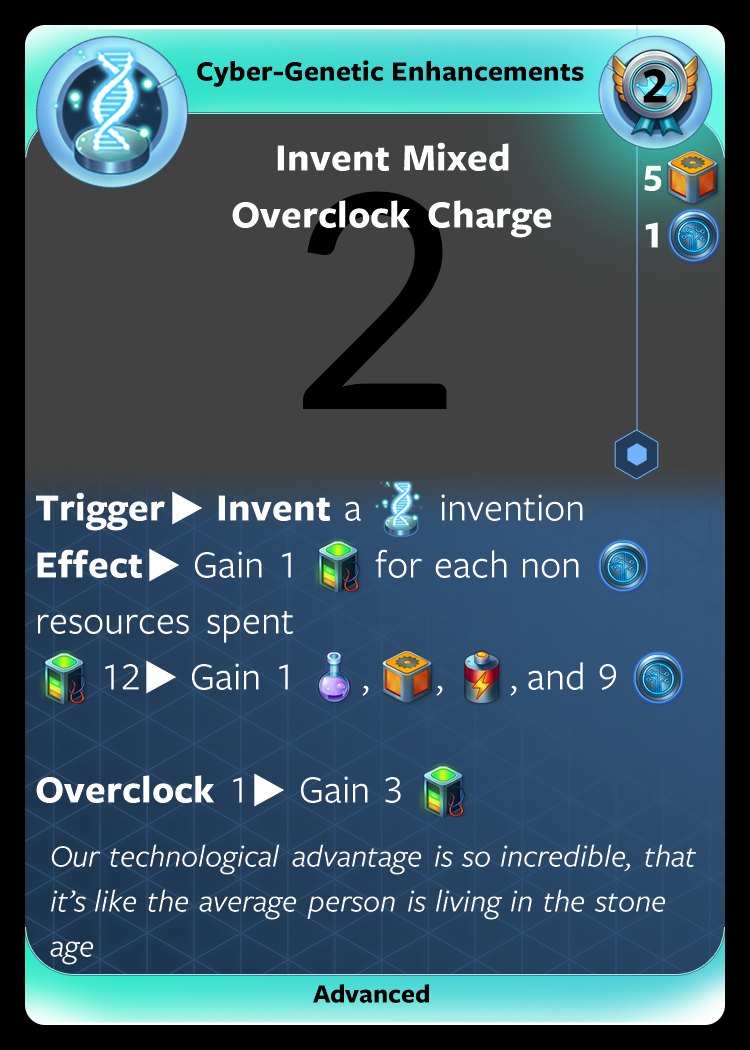 Cyber-Genetic Enhancements
2
Invent Mixed
Overclock Charge
5
1
2
Trigger▶ Invent a invention
Effect▶ Gain 1 for each non
resources spent
12▶ Gain 1 , , , and 9
Overclock 1▶ Gain 3
Our technological advantage is so incredible, that
it's like the average person is living in the stone
age
Advanced